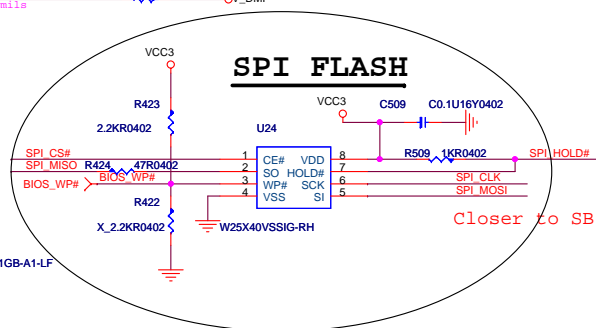 mils
V_DMI
VCC3
SPI FLASH
R423
2.2KR0402
VCC3
C509 C0.1U16Y0402
U24
SPI_CS#
SPI_MISO R424 47R0402
BIOS_WP# BIOS_WP#
1 CE# VDD 8
2 SO HOLD# 7
3 WP# SCK 6
4 VSS SI 5
R509 1KR0402 SPI_HOLD#
SPI_CLK
SPI_MOSI
R422
X_2.2KR0402
W25X40VSSIG-RH
Closer to SB
1GB-A1-LF